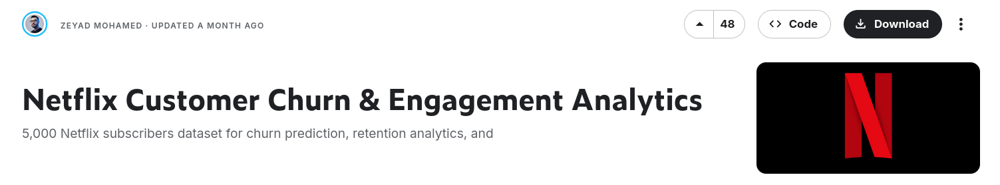 ZEYAD MOHAMED · UPDATED A MONTH AGO
48
Code
Download
Netflix Customer Churn & Engagement Analytics
5,000 Netflix subscribers dataset for churn prediction, retention analytics, and
N